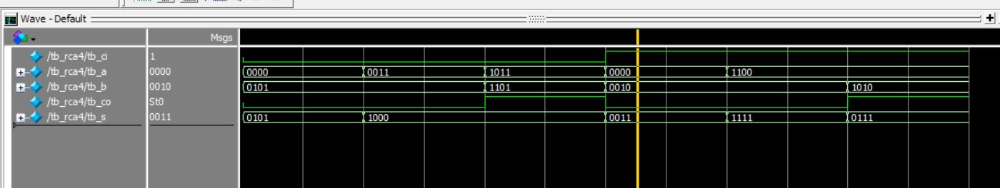 Wave - Default
Msgs
/tb_rca4/tb_ci 1
/tb_rca4/tb_a 0000 0000 0011 1011 0000 1100
/tb_rca4/tb_b 0010 0101 1101 0010 1010
/tb_rca4/tb_co St0
/tb_rca4/tb_s 0011 0101 1000 0011 1111 0111